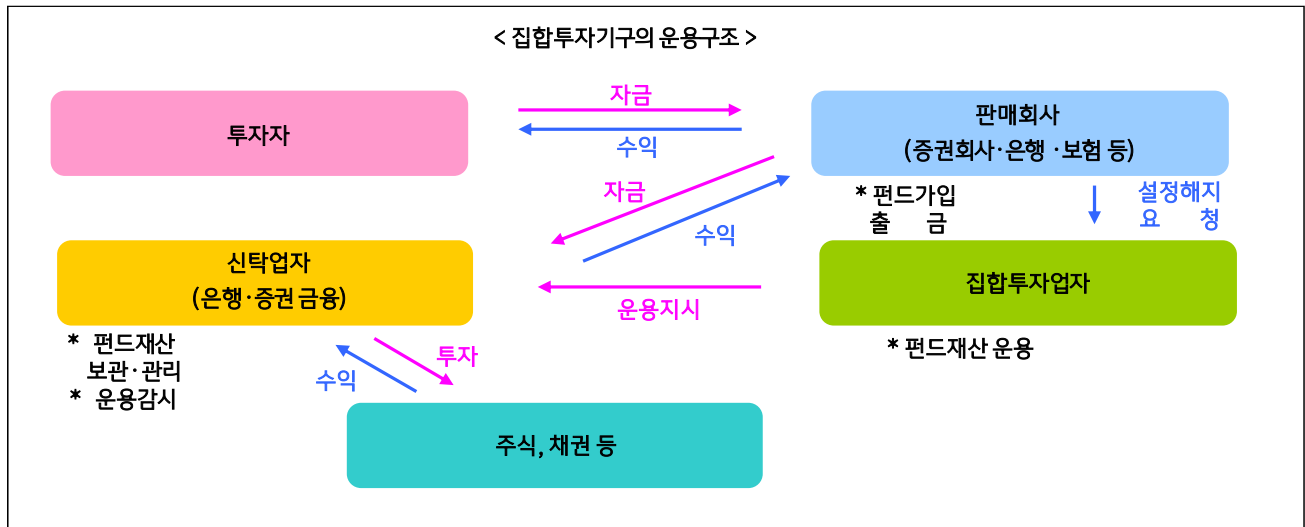 < 집합투자기구의 운용구조 >
자금
투자자
수익
판매회사
(증권회사·은행 ·보험 등)
자금
수익
* 펀드가입
출 금
설정해지
요 청
신탁업자
(은행·증권 금융)
운용지시
집합투자업자
* 펀드재산
보관·관리
* 운용감시
* 펀드재산 운용
투자
수익
주식, 채권 등